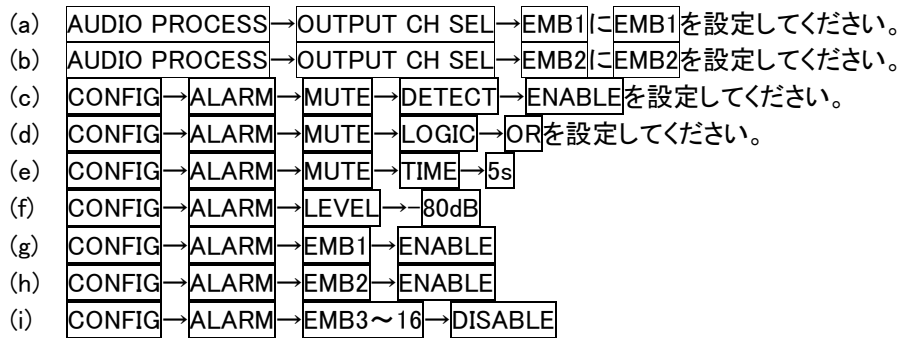 (a) AUDIO PROCESS→OUTPUT CH SEL→EMB1にEMB1を設定してください。
(b) AUDIO PROCESS→OUTPUT CH SEL→EMB2にEMB2を設定してください。
(c) CONFIG→ALARM→MUTE→DETECT→ENABLEを設定してください。
(d) CONFIG→ALARM→MUTE→LOGIC→ORを設定してください。
(e) CONFIG→ALARM→MUTE→TIME→5s
(f) CONFIG→ALARM→LEVEL→-80dB
(g) CONFIG→ALARM→EMB1→ENABLE
(h) CONFIG→ALARM→EMB2→ENABLE
(i) CONFIG→ALARM→EMB3～16→DISABLE